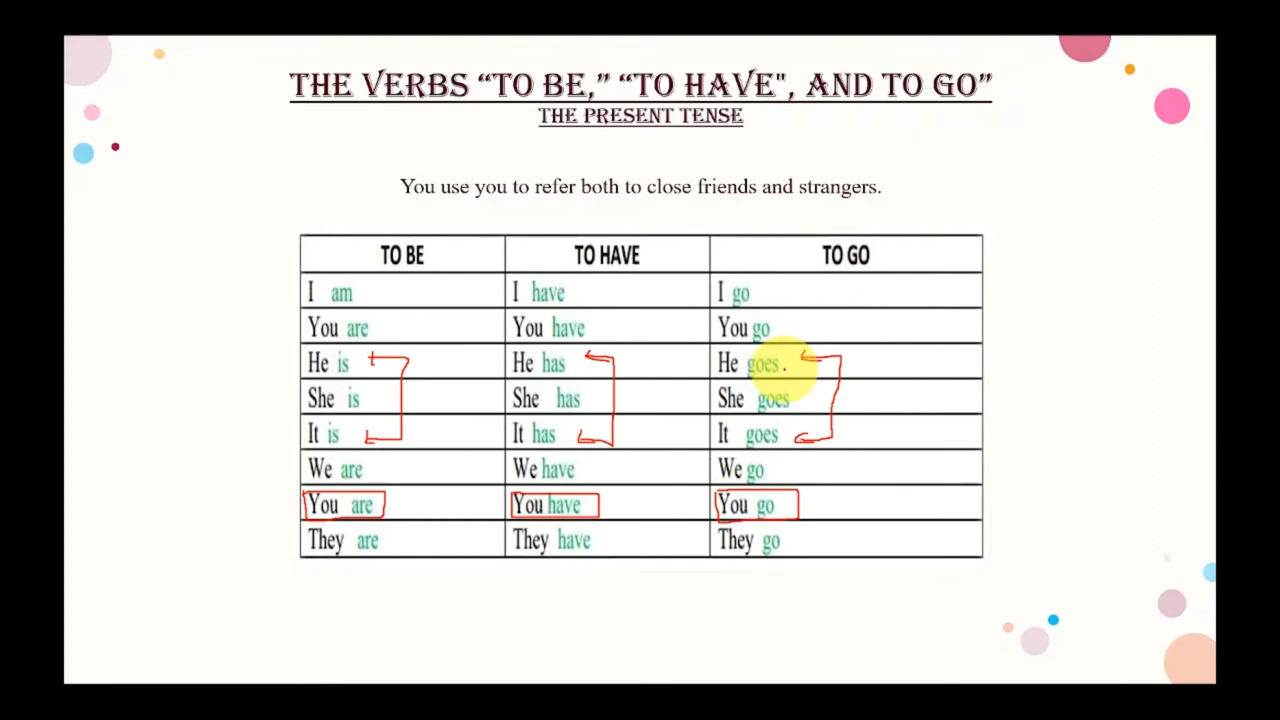 THE VERBS “TO BE,” “TO HAVE", AND TO GO”
THE PRESENT TENSE
You use you to refer both to close friends and strangers.
TO BE TO HAVE TO GO
I am I have I go
You are You have You go
He is He has He goes
She is She has She goes
It is It has It goes
We are We have We go
You are You have You go
They are They have They go